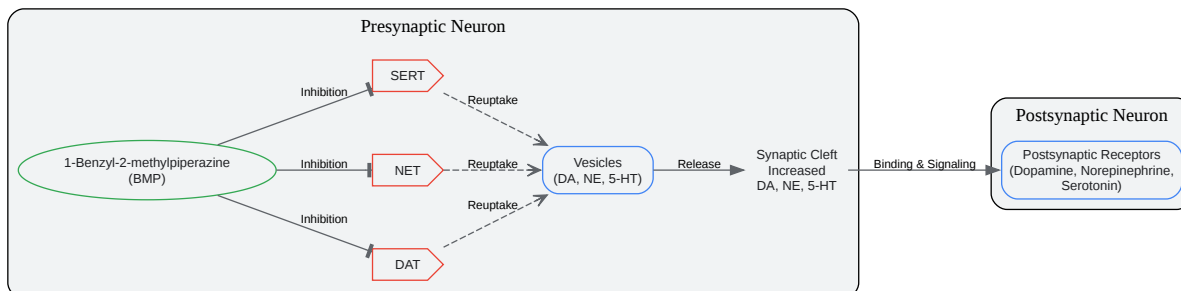 Presynaptic Neuron
SERT
Inhibition
Reuptake
1-Benzyl-2-methylpiperazine
(BMP)
Inhibition
NET
Reuptake
Vesicles
(DA, NE, 5-HT)
Release
Synaptic Cleft
Increased
DA, NE, 5-HT
Inhibition
DAT
Reuptake
Binding & Signaling
Postsynaptic Neuron
Postsynaptic Receptors
(Dopamine, Norepinephrine,
Serotonin)